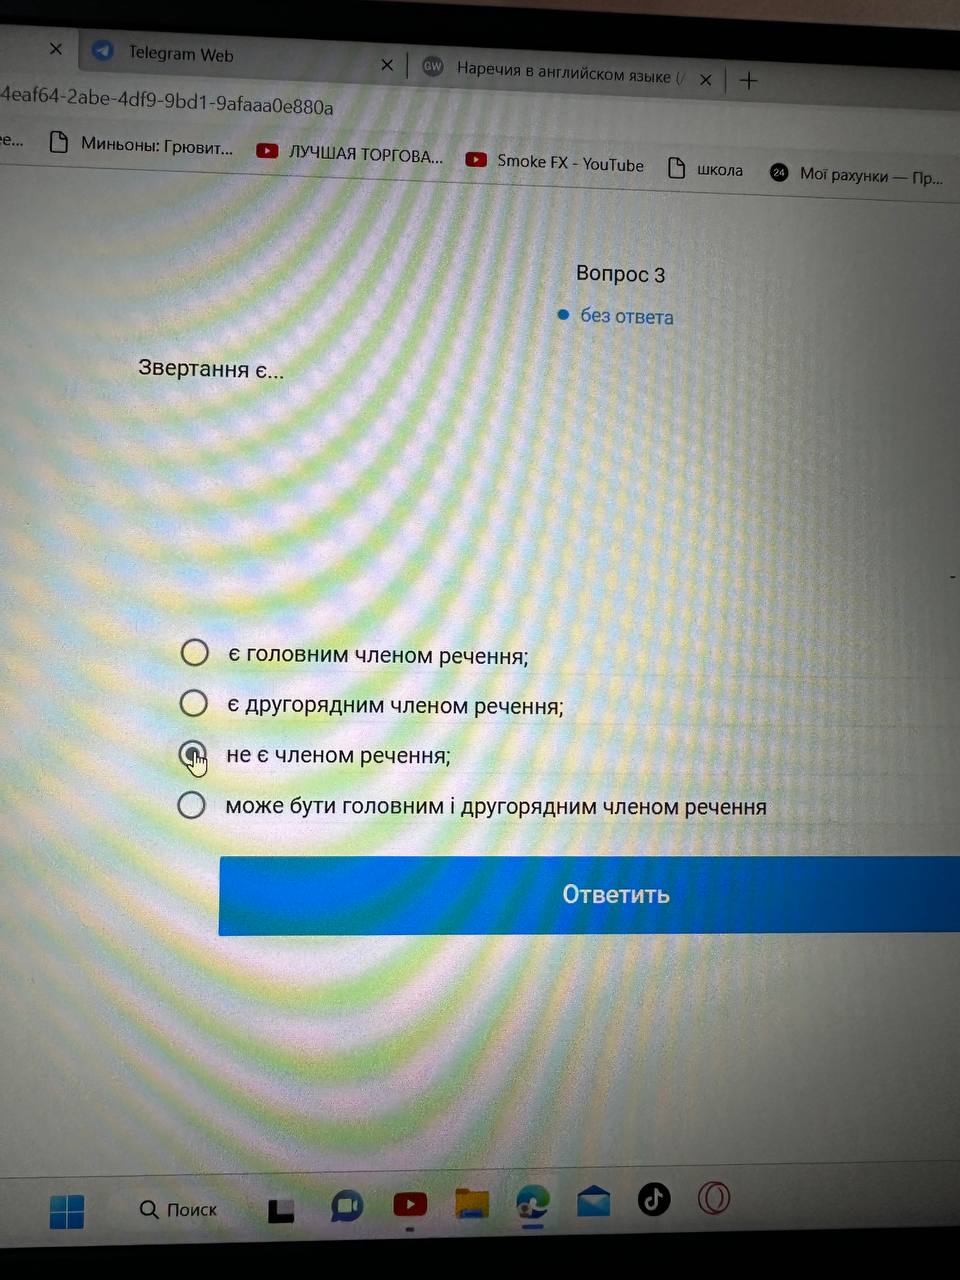 Telegram Web
GW Наречия в английском языке (
4eaf64-2abe-4df9-9bd1-9afaaa0e880a
е...
Миньоны: Грювит...
ЛУЧШАЯ ТОРГОВА...
Smoke FX - YouTube
школа
24 Мої рахунки — Пр...
Вопрос 3
без ответа
Звертання є...
є головним членом речення;
є другорядним членом речення;
не є членом речення;
може бути головним і другорядним членом речення
Ответить
Поиск